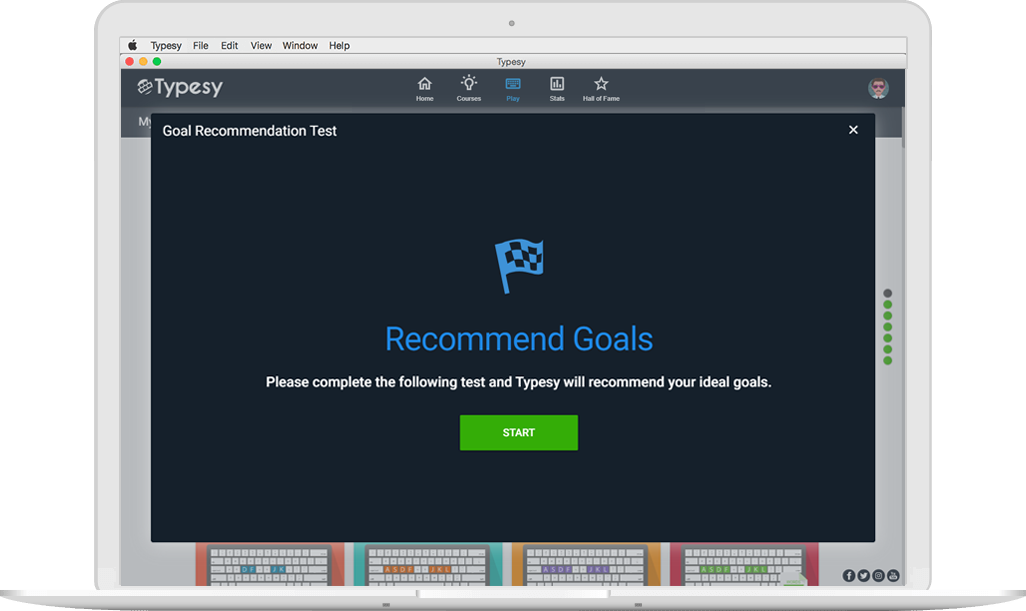 Typesy File Edit View Window Help
Typesy
Typesy
Home Courses Play Stats Hall of Fame
My
Goal Recommendation Test
Recommend Goals
Please complete the following test and Typesy will recommend your ideal goals.
START
D F J K
A S D F J K L
A S D F J K L
A S D F J K L